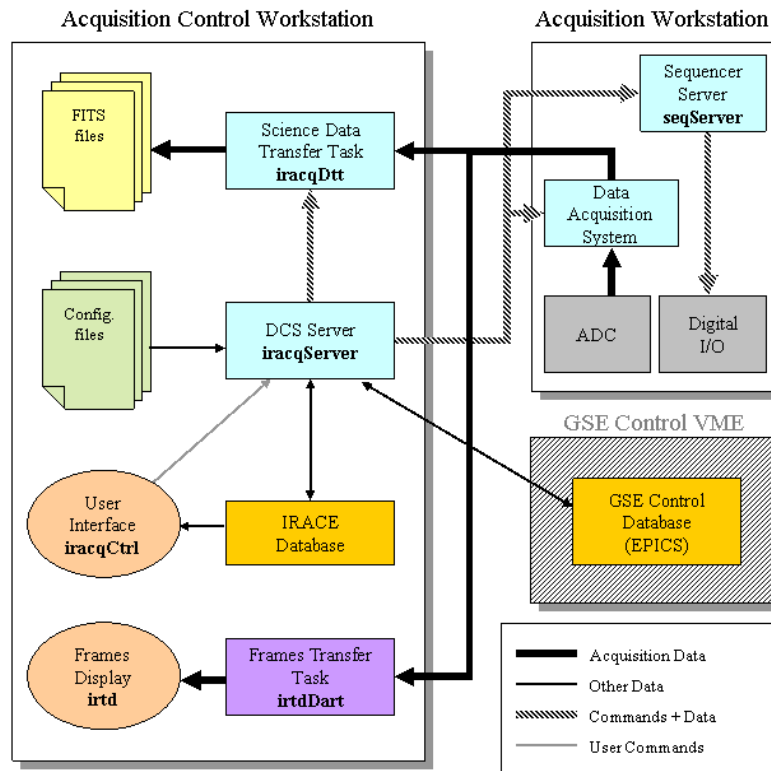 Acquisition Control Workstation
FITS
files
Science Data
Transfer Task
iracqDtt
Config.
files
DCS Server
iracqServer
User
Interface
iracqCtrl
IRACE
Database
Frames
Display
irtd
Frames Transfer
Task
irtdDart
Acquisition Workstation
Sequencer
Server
seqServer
Data
Acquisition
System
ADC
Digital
I/O
GSE Control VME
GSE Control
Database
(EPICS)
Acquisition Data
Other Data
Commands + Data
User Commands